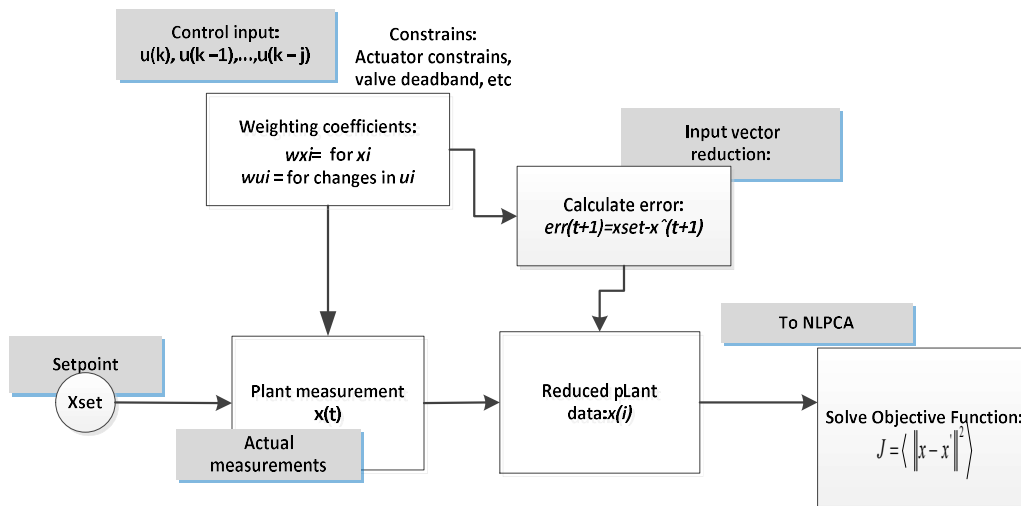 Control input:
u(k), u(k –1),...,u(k – j)
Constrains:
Actuator constrains,
valve deadband, etc
Weighting coefficients:
wxi= for xi
wui = for changes in ui
Input vector
reduction:
Calculate error:
err(t+1)=xset-x^(t+1)
To NLPCA
Setpoint
Xset
Plant measurement
x(t)
Actual
measurements
Reduced pLant
data:x(i)
Solve Objective Function:
J = ⟨ ‖x – x'‖² ⟩